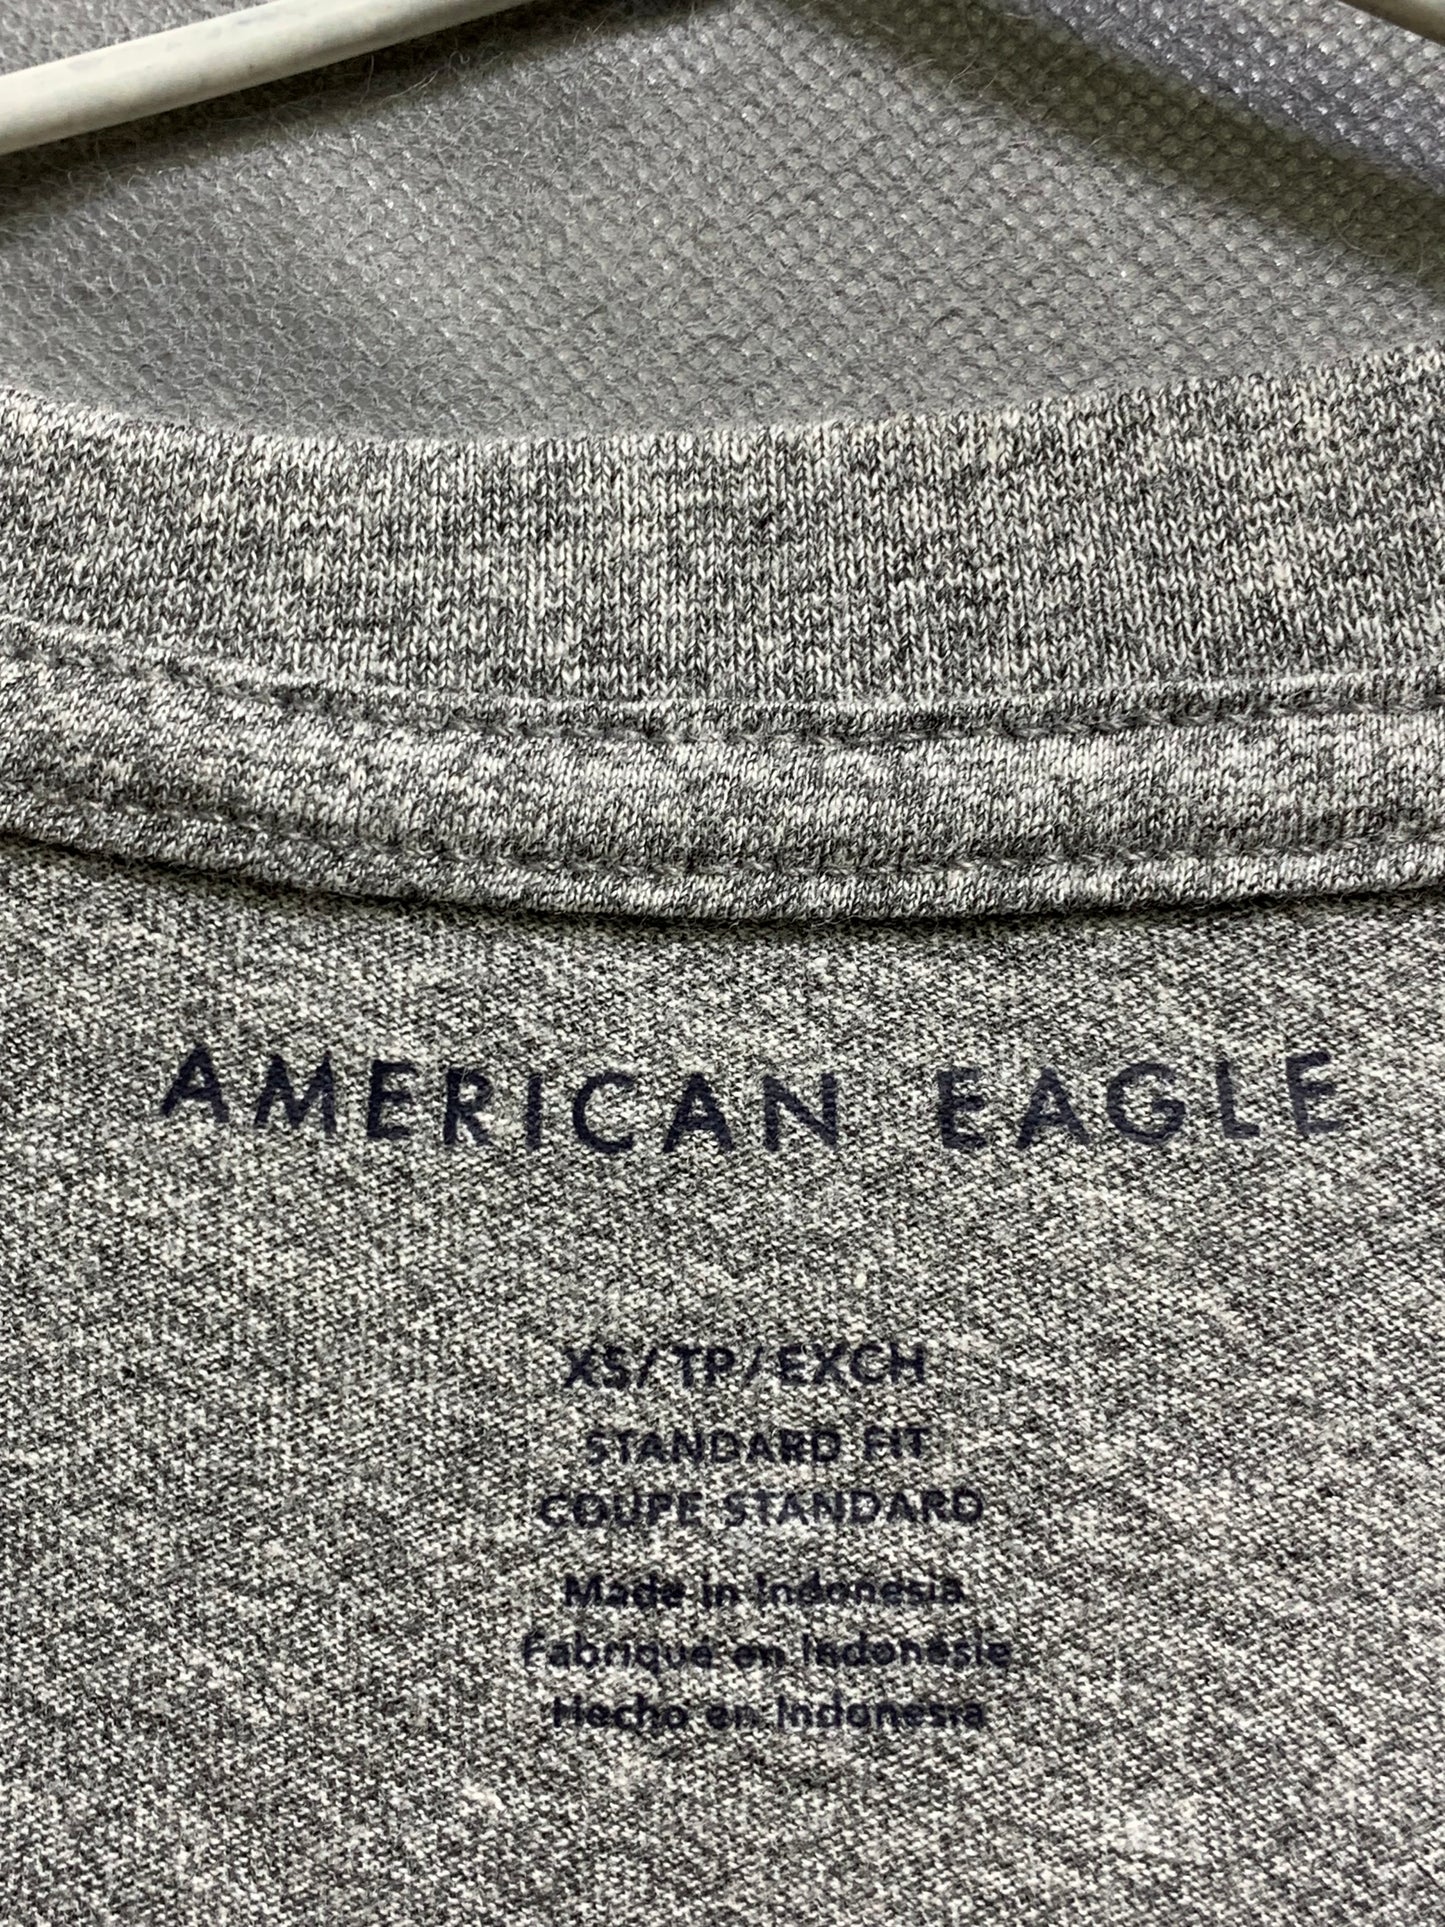 AMERICAN EAGLE
XS/TP/EXCH
STANDARD FIT
COUPE STANDARD
Made in Indonesia
Fabriqué en Indonésie
Hecho en Indonesia